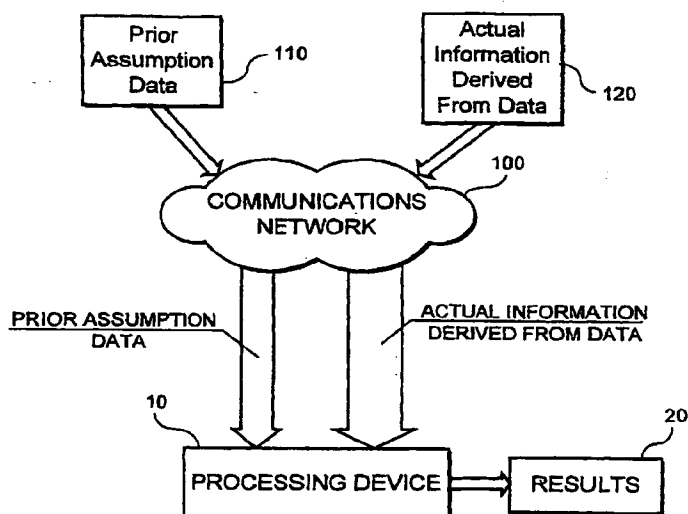 Prior
Assumption
Data
110
Actual
Information
Derived
From Data
120
100
COMMUNICATIONS
NETWORK
PRIOR ASSUMPTION
DATA
ACTUAL INFORMATION
DERIVED FROM DATA
10
PROCESSING DEVICE
20
RESULTS